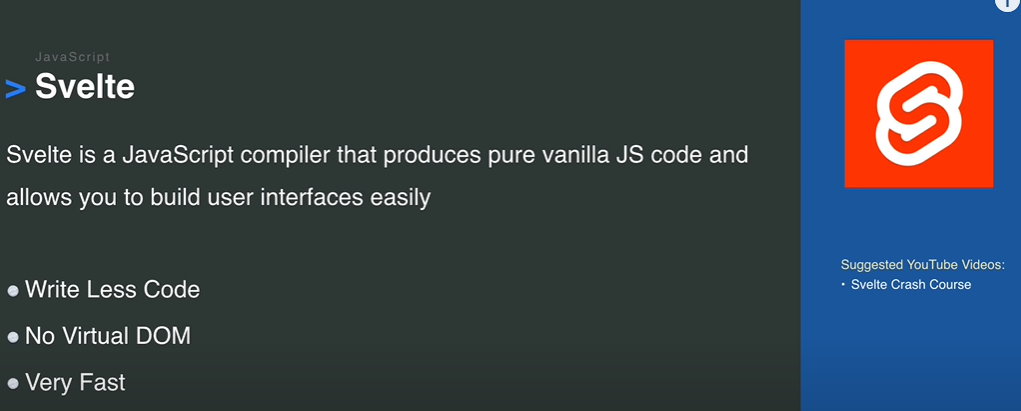 JavaScript
> Svelte
Svelte is a JavaScript compiler that produces pure vanilla JS code and
allows you to build user interfaces easily
● Write Less Code
● No Virtual DOM
● Very Fast
Suggested YouTube Videos:
• Svelte Crash Course